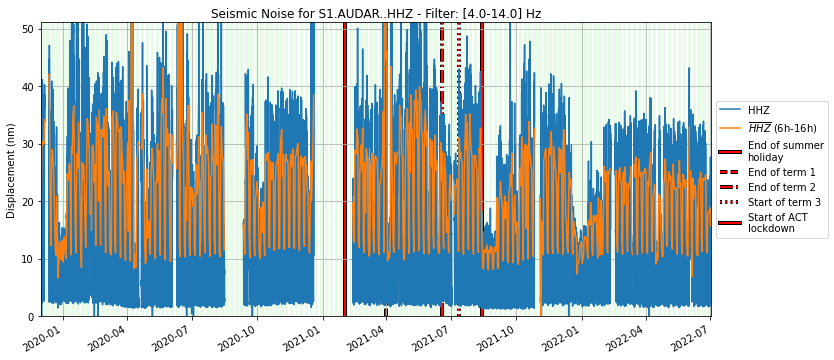 Seismic Noise for S1.AUDAR..HHZ - Filter: [4.0-14.0] Hz
Displacement (nm)
50
40
30
20
10
0
2020-01
2020-04
2020-07
2020-10
2021-01
2021-04
2021-07
2021-10
2022-01
2022-04
2022-07
HHZ
HHZ (6h-16h)
End of summer
holiday
End of term 1
End of term 2
Start of term 3
Start of ACT
lockdown